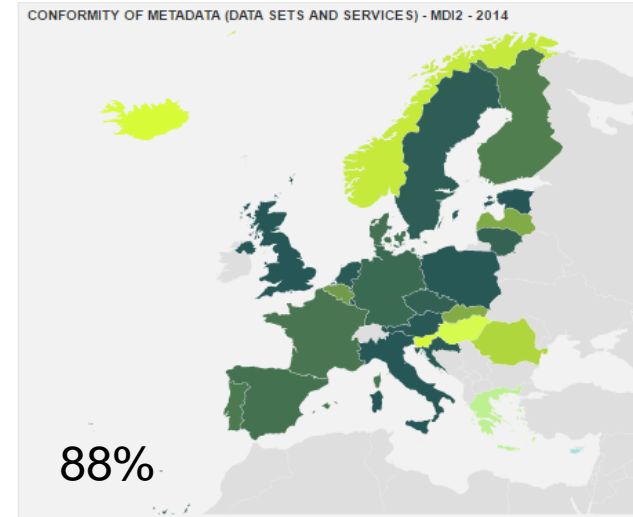 CONFORMITY OF METADATA (DATA SETS AND SERVICES) - MDI2 - 2014
88%